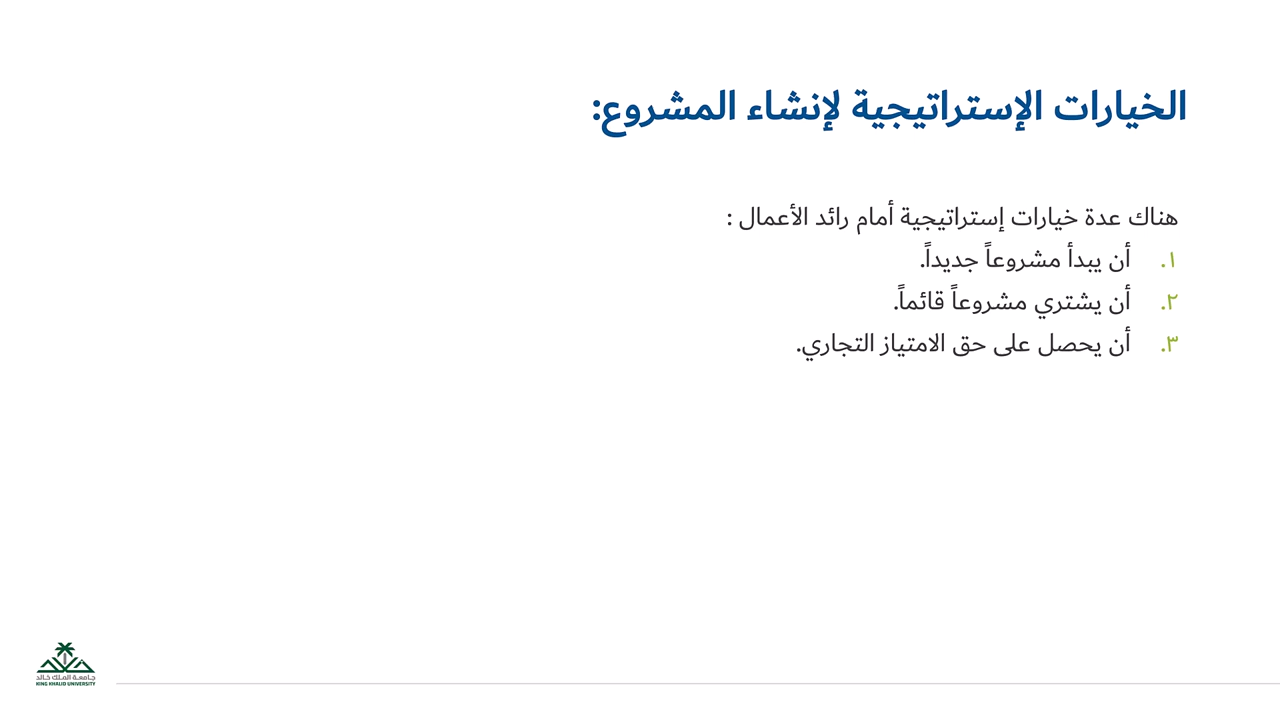 الخيارات الإستراتيجية لإنشاء المشروع:
هناك عدة خيارات إستراتيجية أمام رائد الأعمال :
١. أن يبدأ مشروعاً جديداً.
٢. أن يشتري مشروعاً قائماً.
٣. أن يحصل على حق الامتياز التجاري.
جامعة الملك خالد
KING KHALID UNIVERSITY